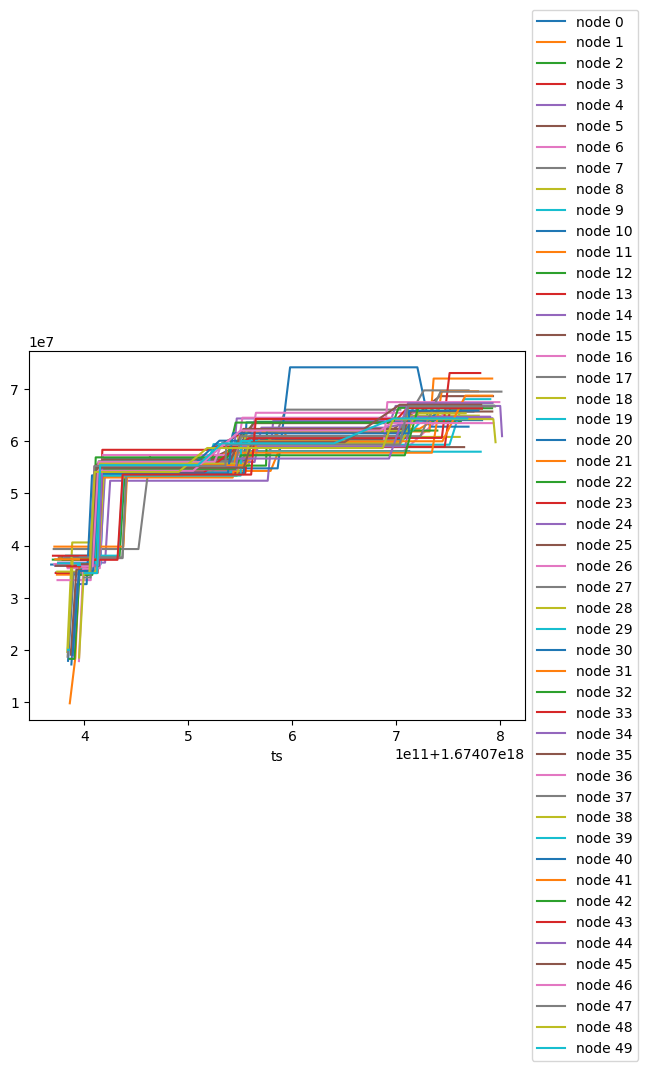 1e7
7
6
5
4
3
2
1
4 5 6 7 8
ts
1e11+1.67407e18
node 0
node 1
node 2
node 3
node 4
node 5
node 6
node 7
node 8
node 9
node 10
node 11
node 12
node 13
node 14
node 15
node 16
node 17
node 18
node 19
node 20
node 21
node 22
node 23
node 24
node 25
node 26
node 27
node 28
node 29
node 30
node 31
node 32
node 33
node 34
node 35
node 36
node 37
node 38
node 39
node 40
node 41
node 42
node 43
node 44
node 45
node 46
node 47
node 48
node 49